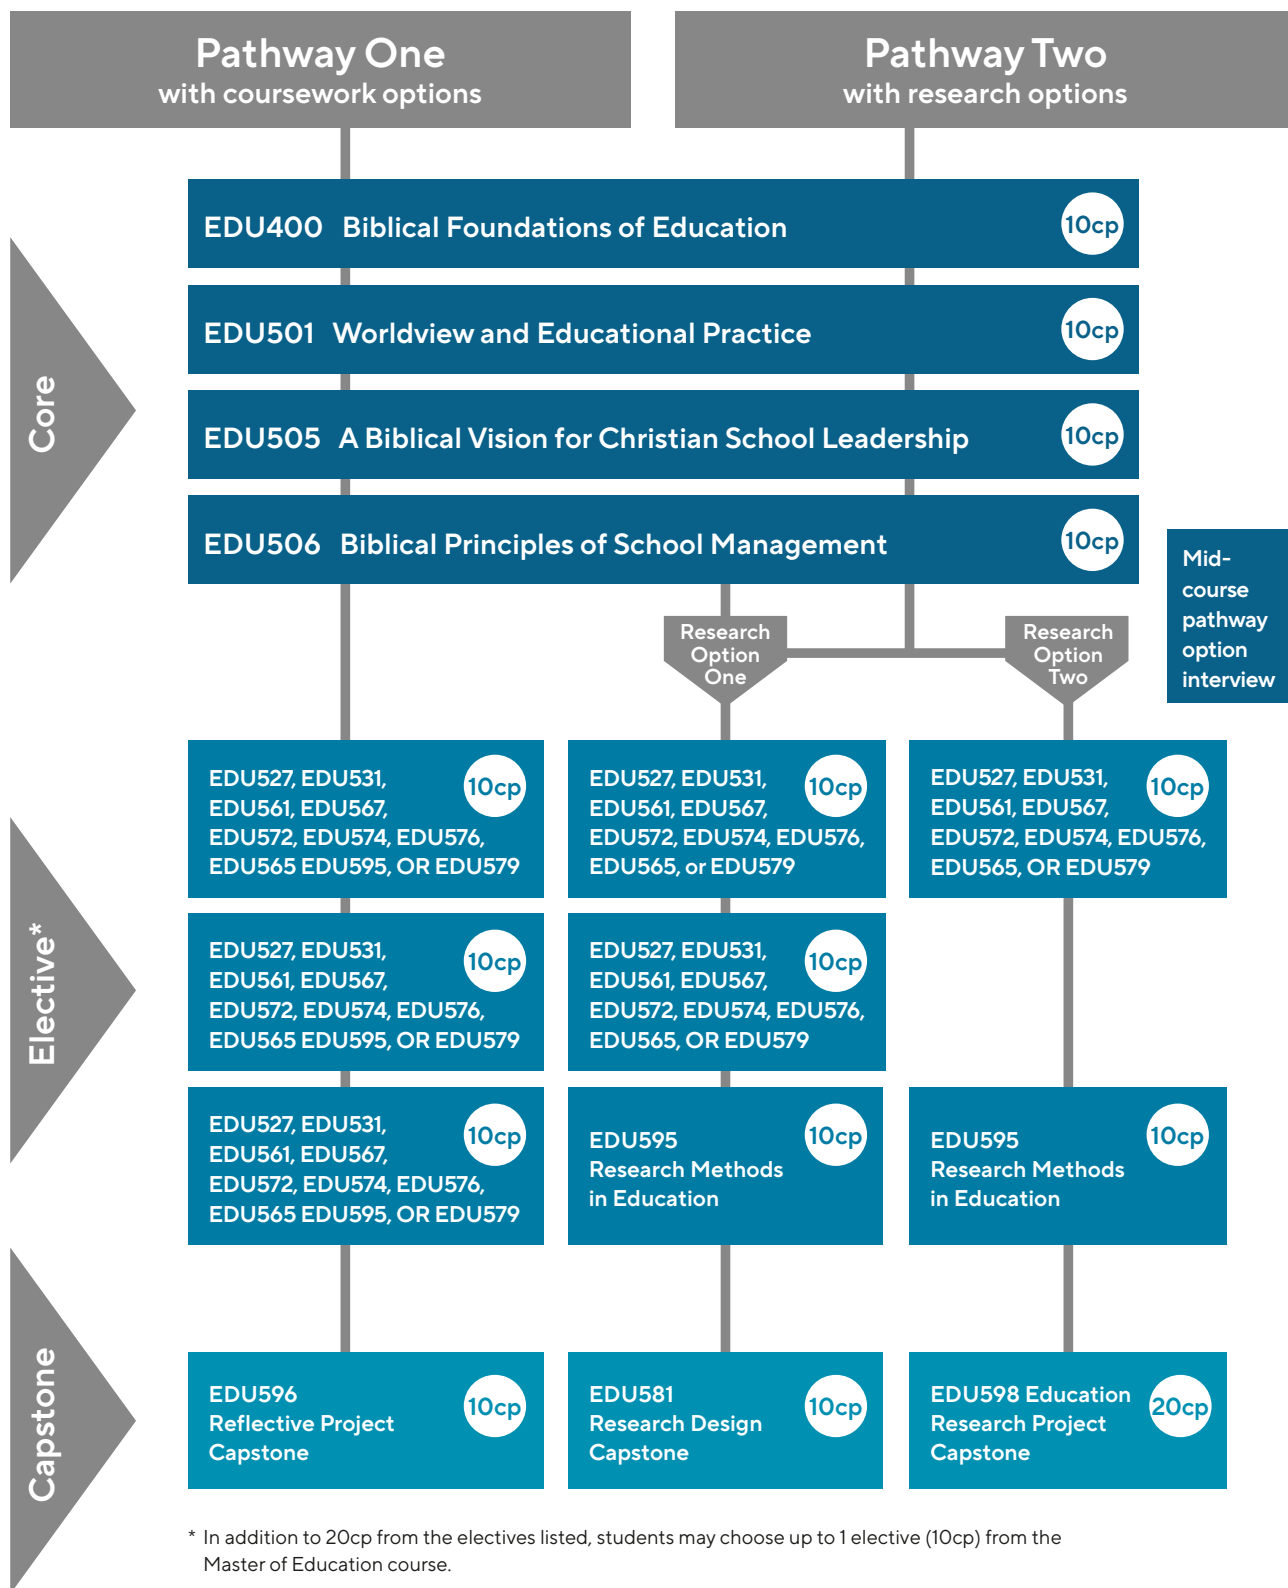 Pathway One
with coursework options
Pathway Two
with research options
Core
EDU400 Biblical Foundations of Education 10cp
EDU501 Worldview and Educational Practice 10cp
EDU505 A Biblical Vision for Christian School Leadership 10cp
EDU506 Biblical Principles of School Management 10cp
Mid-
course
pathway
option
interview
Research
Option
One
Research
Option
Two
Elective*
EDU527, EDU531,
EDU561, EDU567,
EDU572, EDU574, EDU576,
EDU565 EDU595, OR EDU579
10cp
EDU527, EDU531,
EDU561, EDU567,
EDU572, EDU574, EDU576,
EDU565, or EDU579
10cp
EDU527, EDU531,
EDU561, EDU567,
EDU572, EDU574, EDU576,
EDU565, OR EDU579
10cp
EDU527, EDU531,
EDU561, EDU567,
EDU572, EDU574, EDU576,
EDU565 EDU595, OR EDU579
10cp
EDU527, EDU531,
EDU561, EDU567,
EDU572, EDU574, EDU576,
EDU565, OR EDU579
10cp
EDU527, EDU531,
EDU561, EDU567,
EDU572, EDU574, EDU576,
EDU565 EDU595, OR EDU579
10cp
EDU595
Research Methods
in Education
10cp
EDU595
Research Methods
in Education
10cp
Capstone
EDU596
Reflective Project
Capstone
10cp
EDU581
Research Design
Capstone
10cp
EDU598 Education
Research Project
Capstone
20cp
* In addition to 20cp from the electives listed, students may choose up to 1 elective (10cp) from the
Master of Education course.